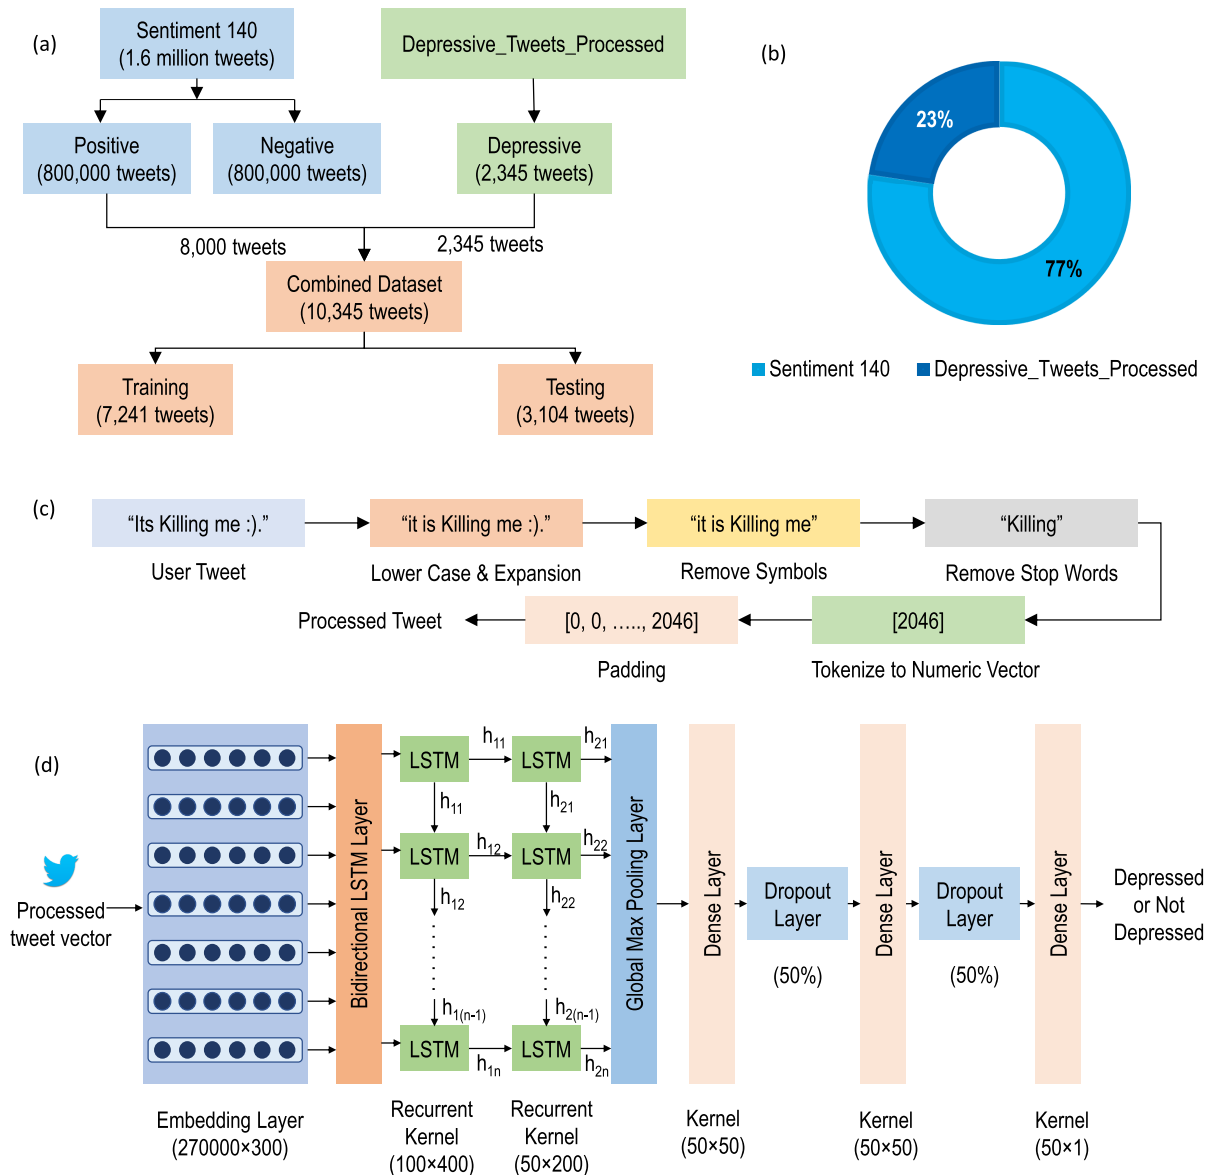 (a)
Sentiment 140
(1.6 million tweets)
Depressive_Tweets_Processed
Positive
(800,000 tweets)
Negative
(800,000 tweets)
Depressive
(2,345 tweets)
8,000 tweets
2,345 tweets
Combined Dataset
(10,345 tweets)
Training
(7,241 tweets)
Testing
(3,104 tweets)
(b)
23%
77%
Sentiment 140
Depressive_Tweets_Processed
(c)
“Its Killing me :).”
“it is Killing me :).”
“it is Killing me”
“Killing”
User Tweet
Lower Case & Expansion
Remove Symbols
Remove Stop Words
Processed Tweet
[0, 0, ....., 2046]
[2046]
Padding
Tokenize to Numeric Vector
(d)
Processed
tweet vector
Embedding Layer
(270000×300)
Bidirectional LSTM Layer
LSTM
h11
LSTM
h21
h11
h21
LSTM
h12
LSTM
h22
h12
h22
h1(n-1)
h2(n-1)
LSTM
h1n
LSTM
h2n
Recurrent
Kernel
(100×400)
Recurrent
Kernel
(50×200)
Global Max Pooling Layer
Dense Layer
Kernel
(50×50)
Dropout
Layer
(50%)
Dense Layer
Kernel
(50×50)
Dropout
Layer
(50%)
Dense Layer
Kernel
(50×1)
Depressed
or Not
Depressed